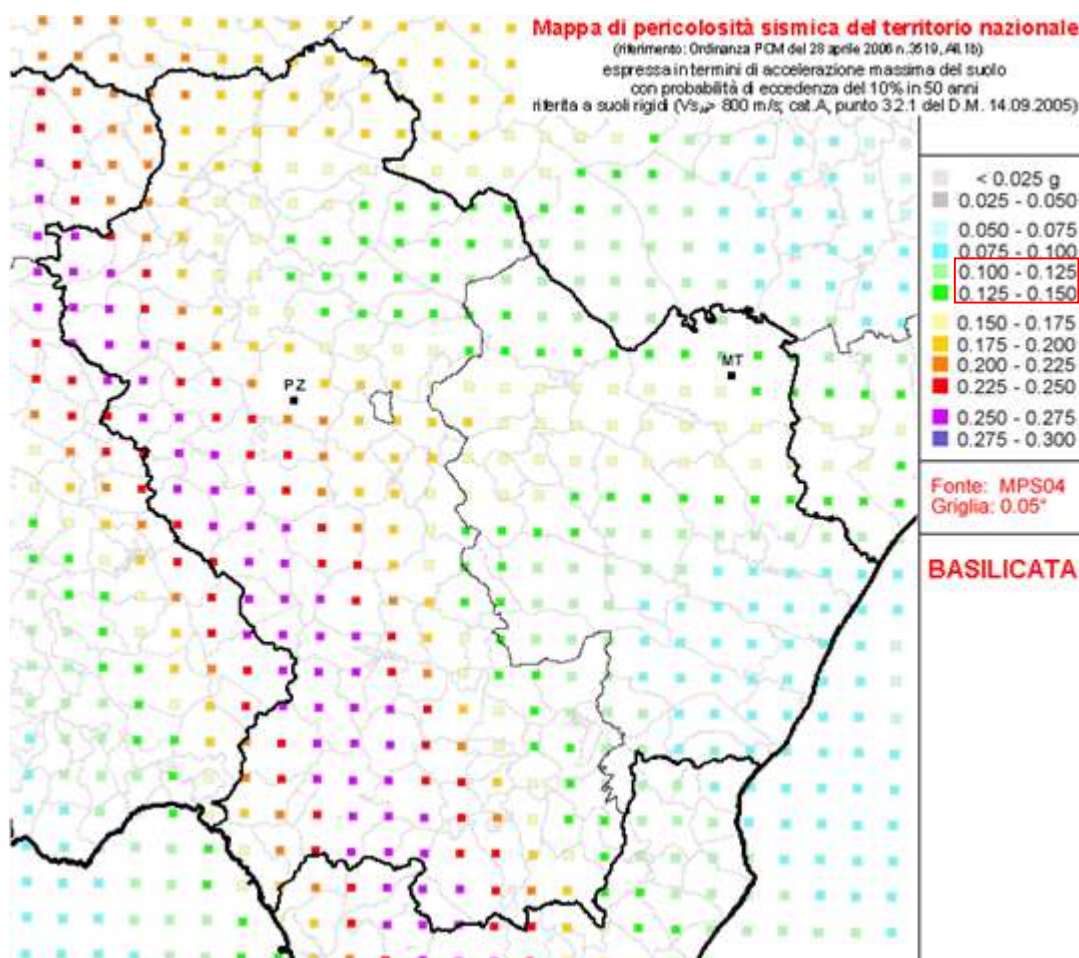 Mappa di pericolosità sismica del territorio nazionale
(riferimento: Ordinanza PCM del 28 aprile 2006 n.3519, All.1b)
espressa in termini di accelerazione massima del suolo
con probabilità di eccedenza del 10% in 50 anni
riferita a suoli rigidi (Vs₃₀> 800 m/s; cat.A, punto 3.2.1 del D.M. 14.09.2005)
< 0.025 g
0.025 - 0.050
0.050 - 0.075
0.075 - 0.100
0.100 - 0.125
0.125 - 0.150
0.150 - 0.175
0.175 - 0.200
0.200 - 0.225
0.225 - 0.250
0.250 - 0.275
0.275 - 0.300
MT
PZ
Fonte: MPS04
Griglia: 0.05°
BASILICATA